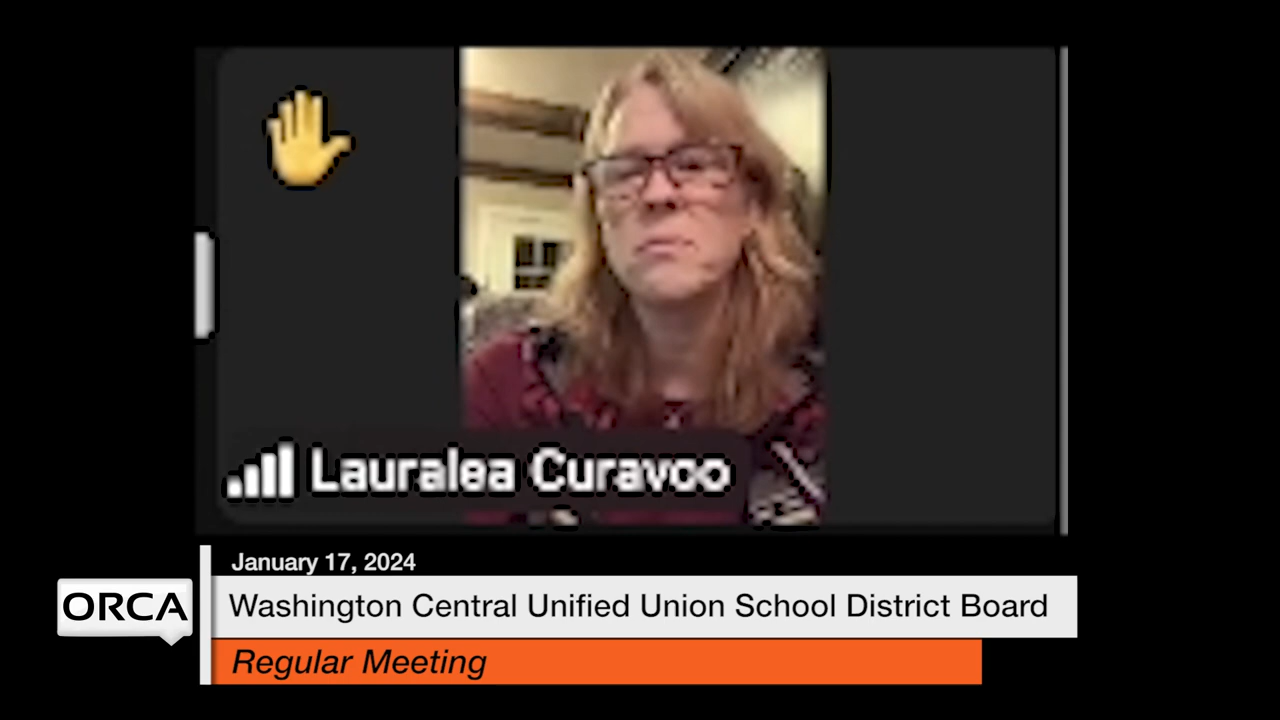 Lauralea Curavoo
January 17, 2024
ORCA
Washington Central Unified Union School District Board
Regular Meeting